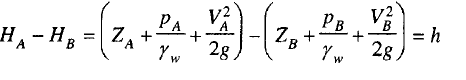 H_A − H_B = (Z_A + p_A/γ_w + V_A^2/2g) − (Z_B + p_B/γ_w + V_B^2/2g) = h